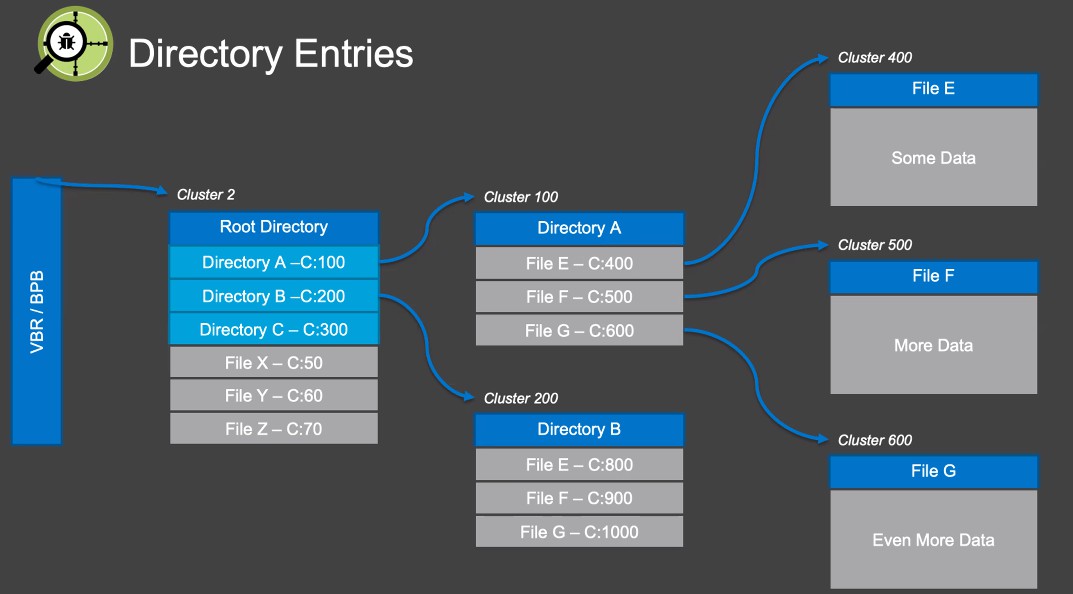 Directory Entries
VBR / BPB
Cluster 2
Root Directory
Directory A –C:100
Directory B –C:200
Directory C – C:300
File X – C:50
File Y – C:60
File Z – C:70
Cluster 100
Directory A
File E – C:400
File F – C:500
File G – C:600
Cluster 200
Directory B
File E – C:800
File F – C:900
File G – C:1000
Cluster 400
File E
Some Data
Cluster 500
File F
More Data
Cluster 600
File G
Even More Data